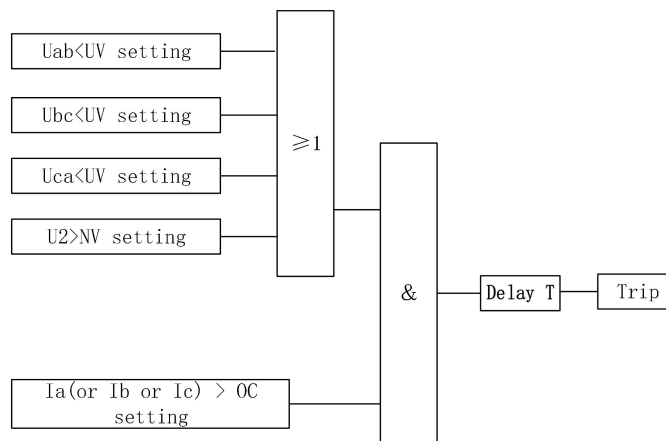 Uab<UV setting
Ubc<UV setting
Uca<UV setting
U2>NV setting
≥1
&
Delay T
Trip
Ia(or Ib or Ic) > OC
setting